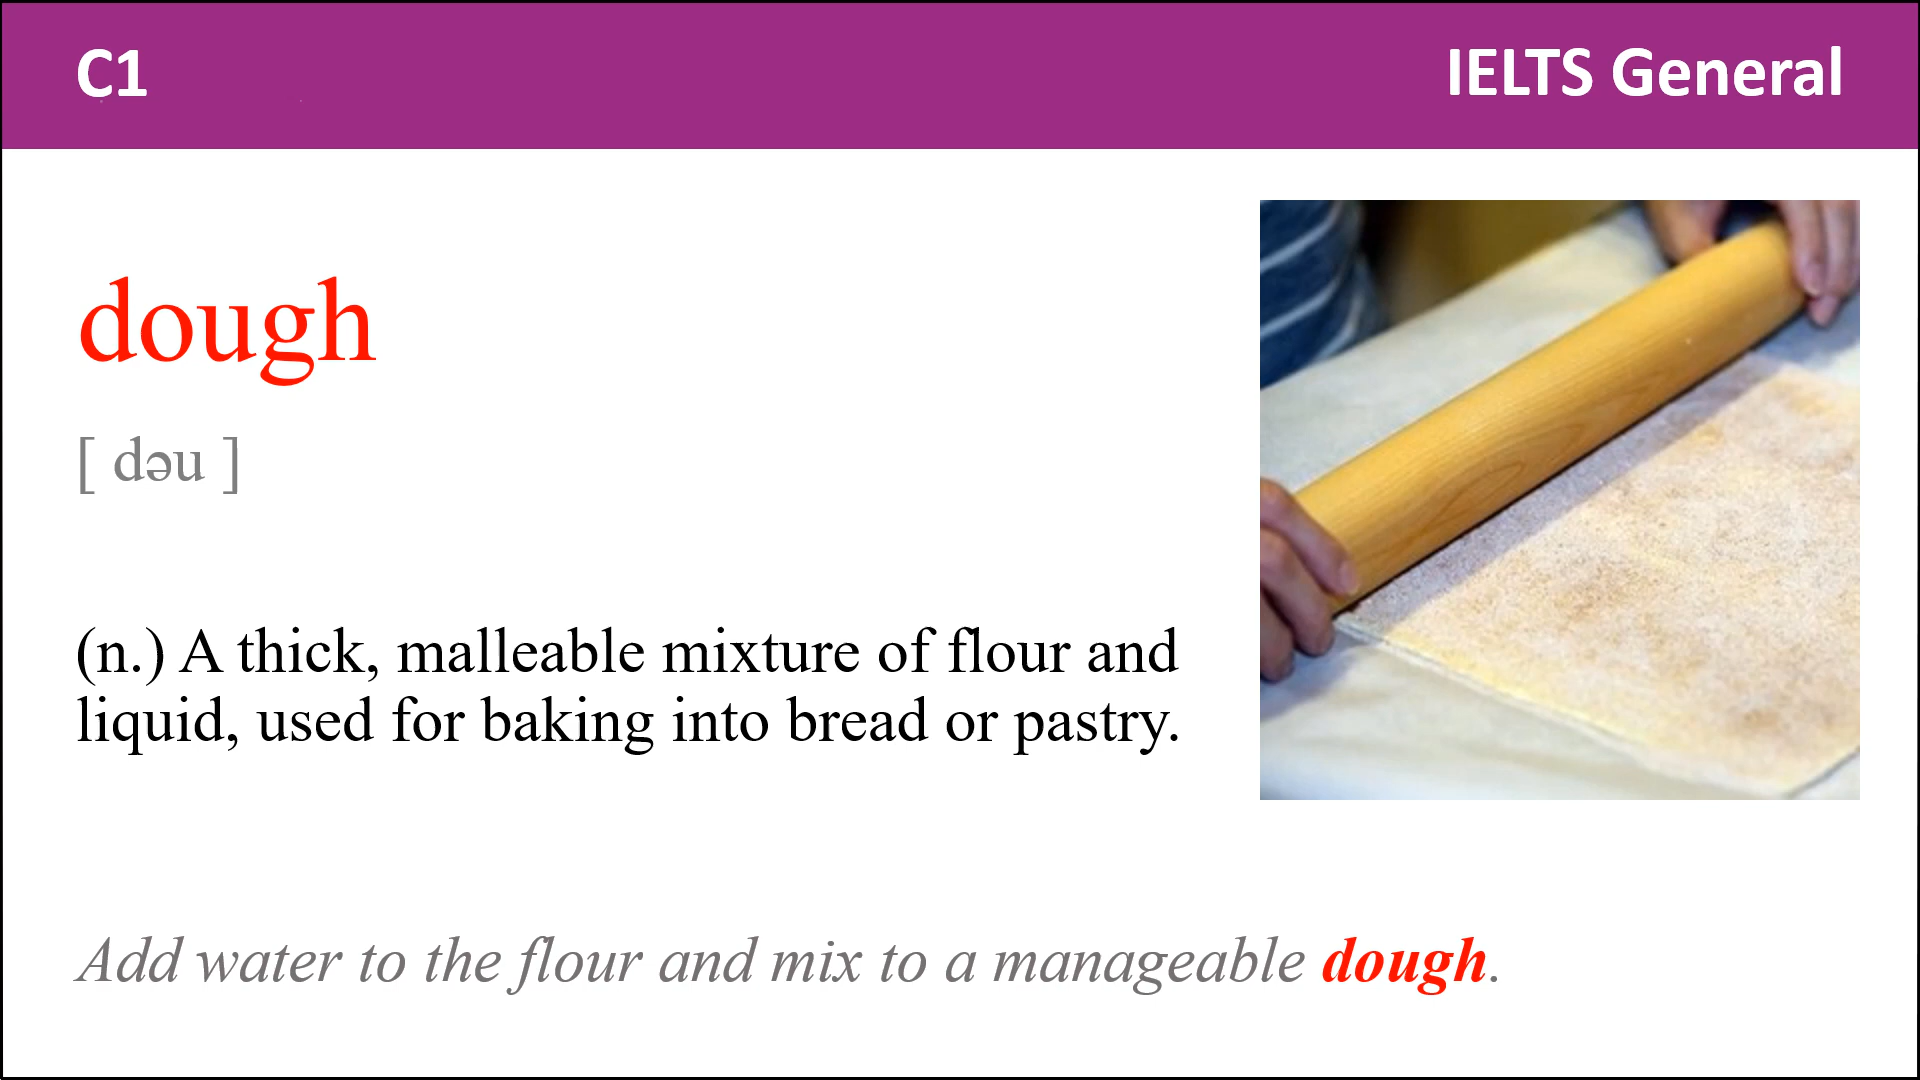 C1
IELTS General
dough
[ dəu ]
(n.) A thick, malleable mixture of flour and
liquid, used for baking into bread or pastry.
Add water to the flour and mix to a manageable dough.